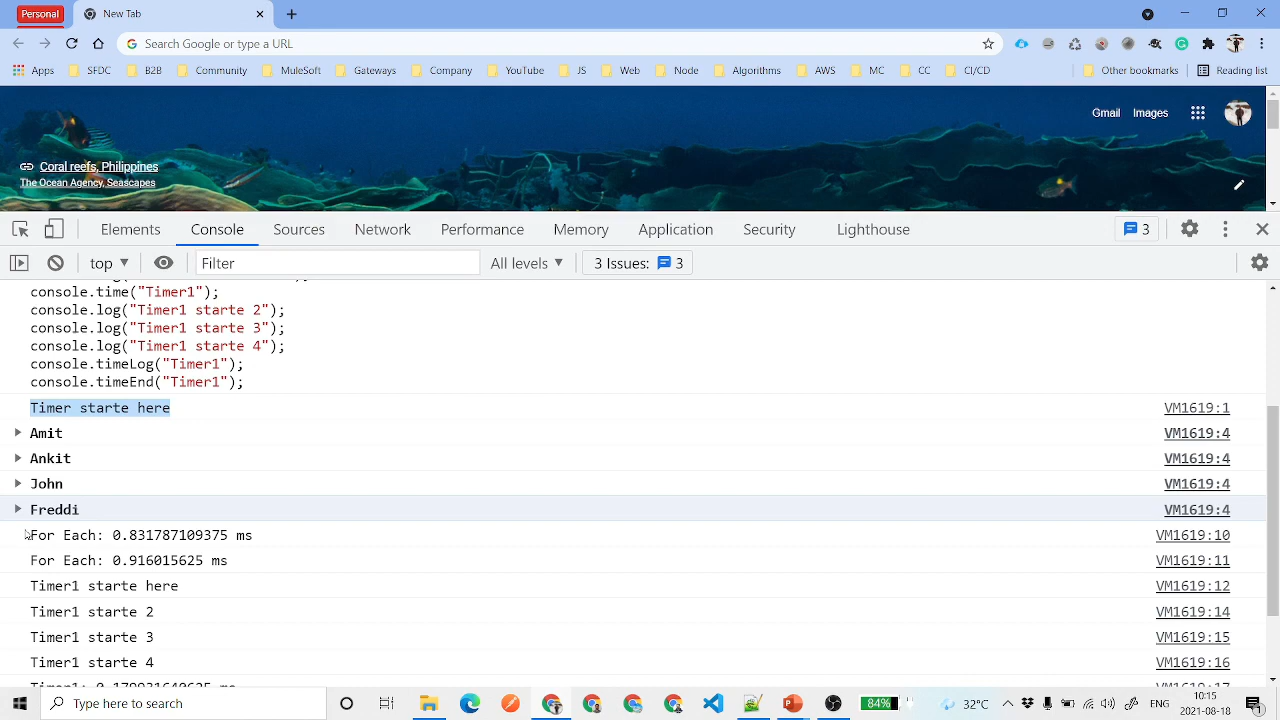 Personal
New Tab
Search Google or type a URL
Apps SFDC B2B Community MuleSoft Gateways Company YouTube JS Web Node Algorithms AWS MC CC CI/CD Other bookmarks Reading list
Gmail Images
Coral reefs, Philippines
The Ocean Agency, Seascapes
Elements Console Sources Network Performance Memory Application Security Lighthouse 3
top Filter All levels 3 Issues: 3
console.time("Timer1");
console.log("Timer1 starte 2");
console.log("Timer1 starte 3");
console.log("Timer1 starte 4");
console.timeLog("Timer1");
console.timeEnd("Timer1");
Timer starte here VM1619:1
Amit VM1619:4
Ankit VM1619:4
John VM1619:4
Freddi VM1619:4
For Each: 0.831787109375 ms VM1619:10
For Each: 0.916015625 ms VM1619:11
Timer1 starte here VM1619:12
Timer1 starte 2 VM1619:14
Timer1 starte 3 VM1619:15
Timer1 starte 4 VM1619:16
Type here to search 84% 32°C ENG 10:15
2021-08-18